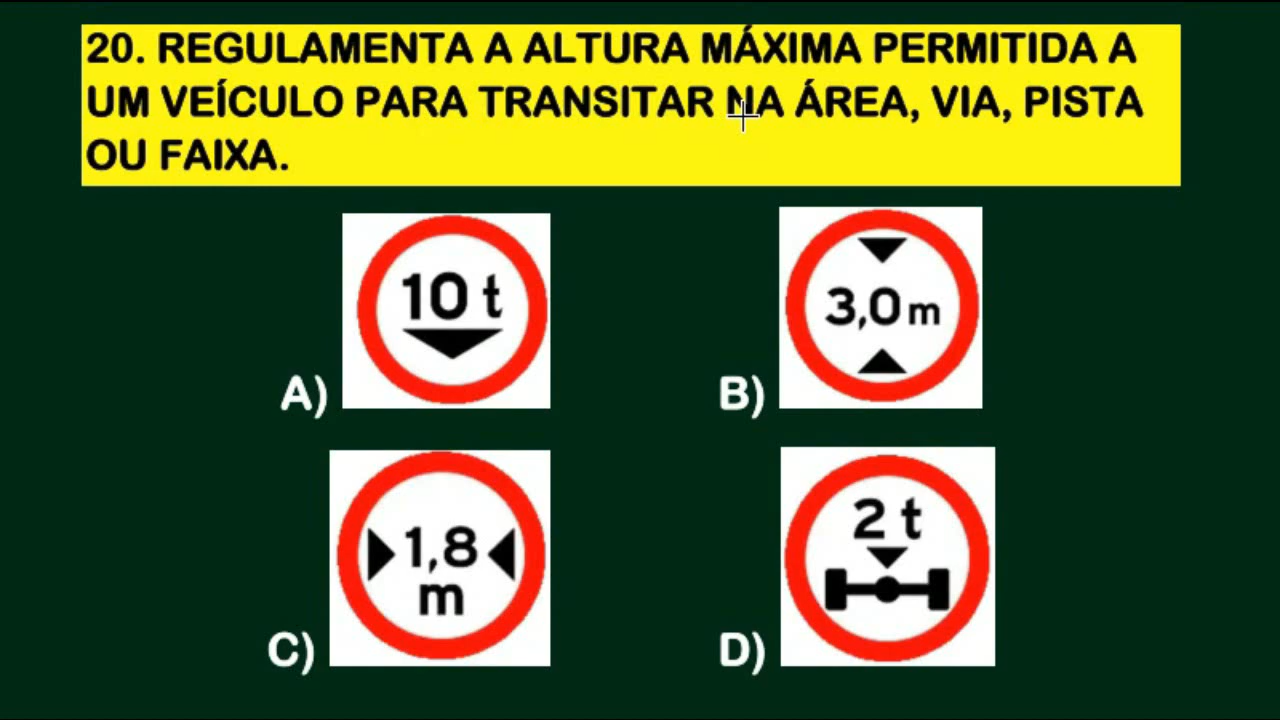 20. REGULAMENTA A ALTURA MÁXIMA PERMITIDA A
UM VEÍCULO PARA TRANSITAR NA ÁREA, VIA, PISTA
OU FAIXA.
10 t
A)
3,0 m
B)
1,8
m
C)
2 t
D)